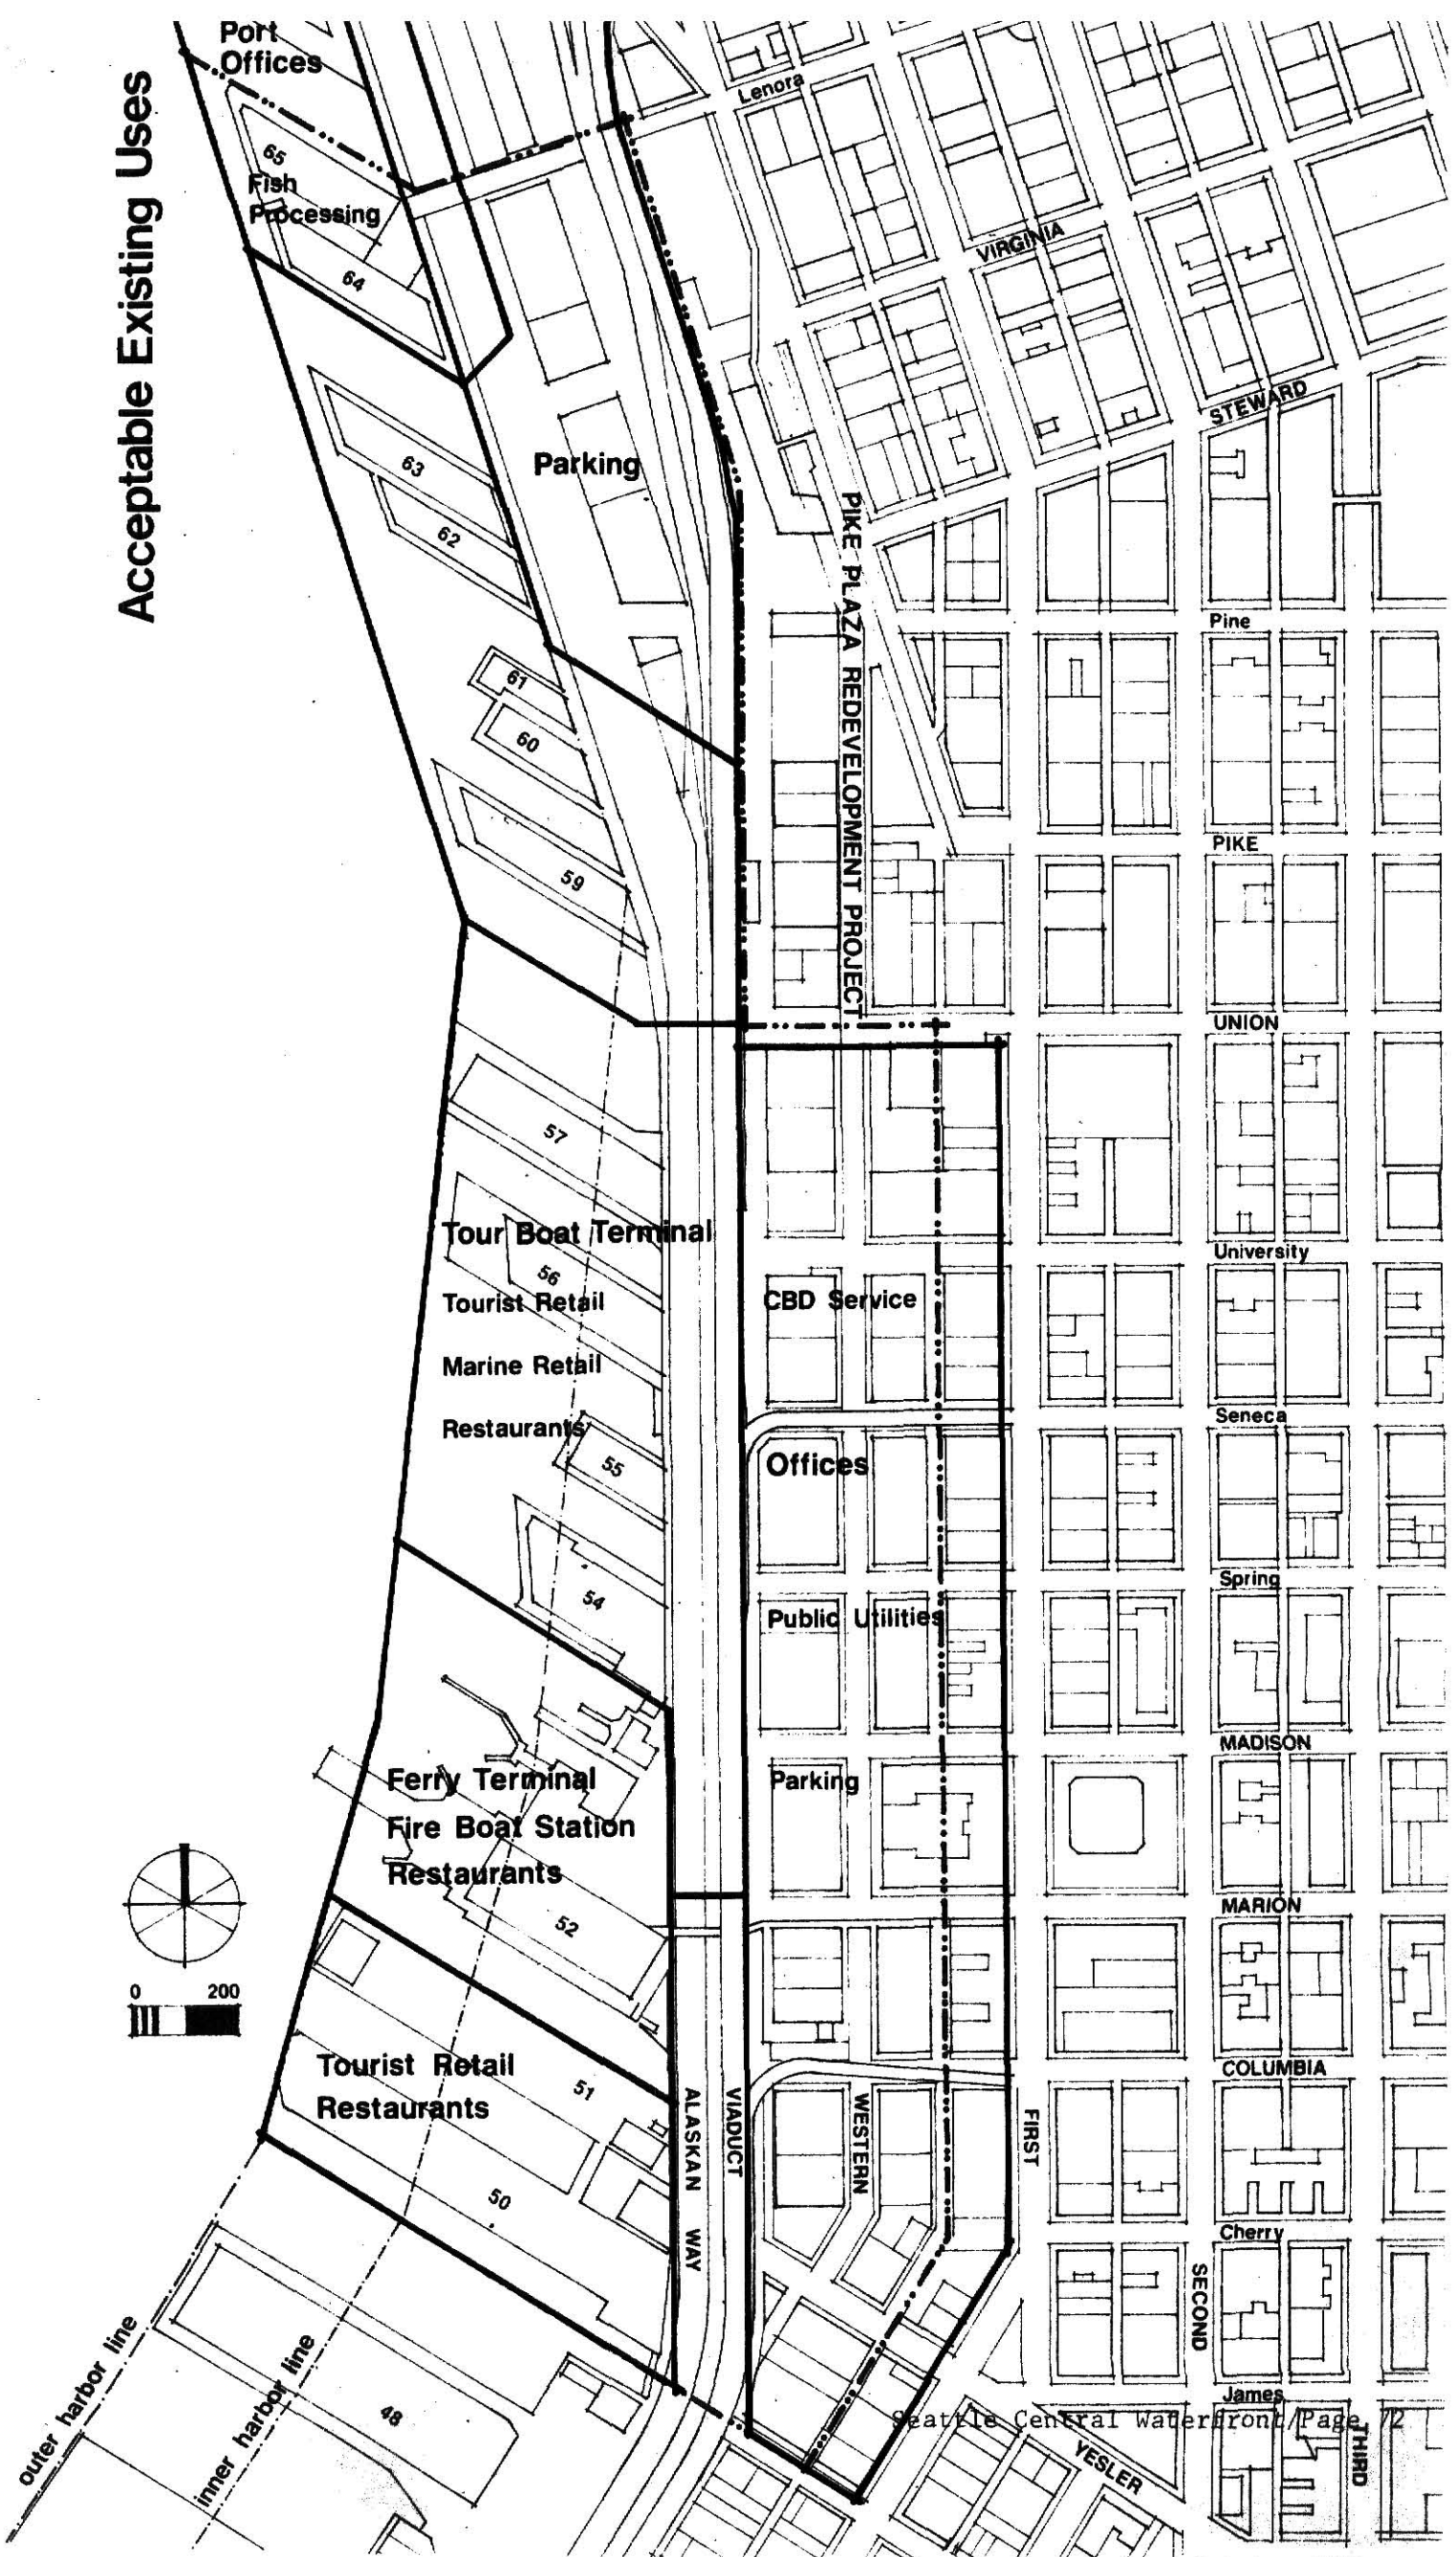 Acceptable Existing Uses
Port
Offices
Lenora
65
Fish
Processing
64
VIRGINIA
STEWARD
63
Parking
62
PIKE PLAZA REDEVELOPMENT PROJECT
Pine
61
60
PIKE
59
UNION
57
Tour Boat Terminal
University
56
Tourist Retail
CBD Service
Marine Retail
Seneca
Restaurants
55
Offices
Spring
54
Public Utilities
MADISON
Ferry Terminal
Parking
Fire Boat Station
Restaurants
MARION
52
0 200
Tourist Retail
COLUMBIA
51
Restaurants
ALASKAN WAY
VIADUCT
WESTERN
FIRST
50
Cherry
SECOND
outer harbor line
inner harbor line
48
James
Seattle Central Waterfront/Page 72
YESLER
THIRD